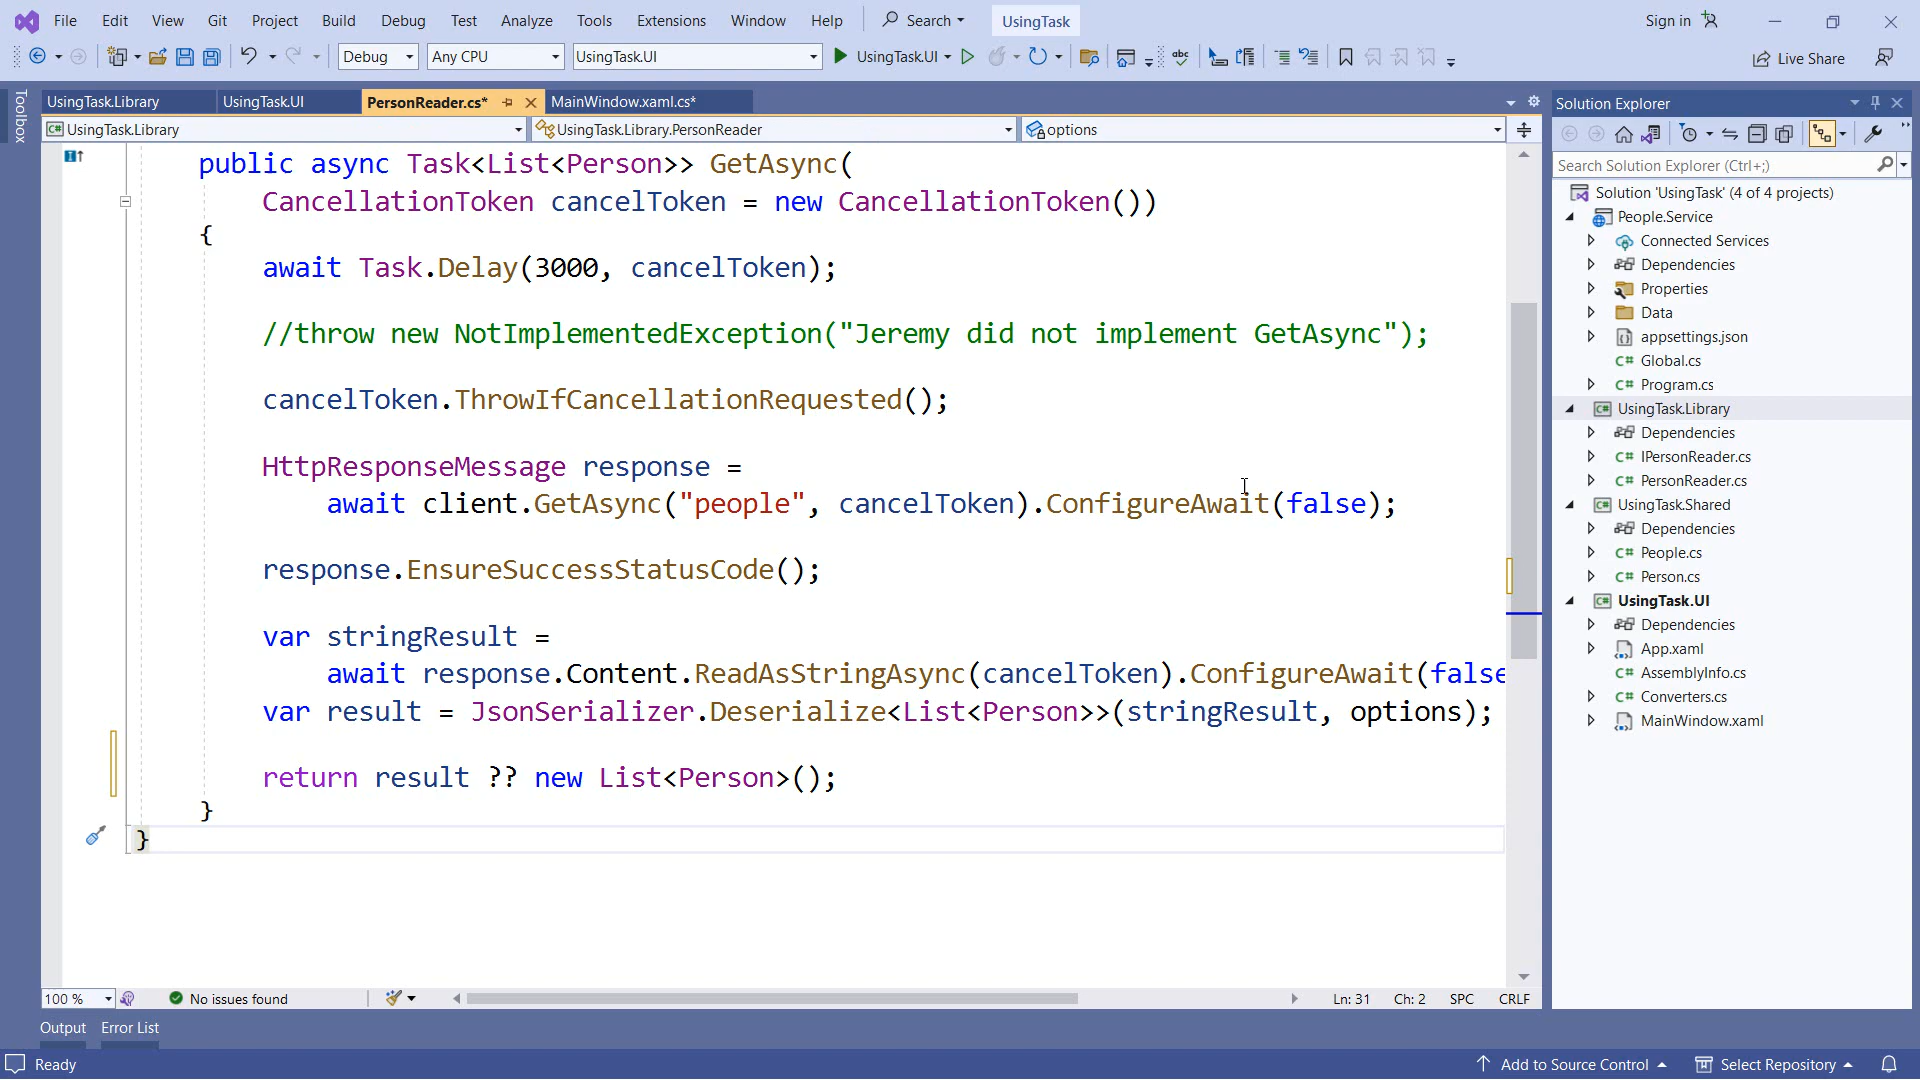 File Edit View Git Project Build Debug Test Analyze Tools Extensions Window Help Search UsingTask Sign in
Debug Any CPU UsingTask.UI UsingTask.UI Live Share
Toolbox
UsingTask.Library UsingTask.UI PersonReader.cs* MainWindow.xaml.cs*
UsingTask.Library UsingTask.Library.PersonReader options
public async Task<List<Person>> GetAsync(
CancellationToken cancelToken = new CancellationToken())
{
await Task.Delay(3000, cancelToken);
//throw new NotImplementedException("Jeremy did not implement GetAsync");
cancelToken.ThrowIfCancellationRequested();
HttpResponseMessage response =
await client.GetAsync("people", cancelToken).ConfigureAwait(false);
response.EnsureSuccessStatusCode();
var stringResult =
await response.Content.ReadAsStringAsync(cancelToken).ConfigureAwait(false
var result = JsonSerializer.Deserialize<List<Person>>(stringResult, options);
return result ?? new List<Person>();
}
}
100 % No issues found Ln: 31 Ch: 2 SPC CRLF
Solution Explorer
Search Solution Explorer (Ctrl+;)
Solution 'UsingTask' (4 of 4 projects)
People.Service
Connected Services
Dependencies
Properties
Data
appsettings.json
C# Global.cs
C# Program.cs
C# UsingTask.Library
Dependencies
C# IPersonReader.cs
C# PersonReader.cs
C# UsingTask.Shared
Dependencies
C# People.cs
C# Person.cs
C# UsingTask.UI
Dependencies
App.xaml
C# AssemblyInfo.cs
C# Converters.cs
MainWindow.xaml
Output Error List
Ready Add to Source Control Select Repository